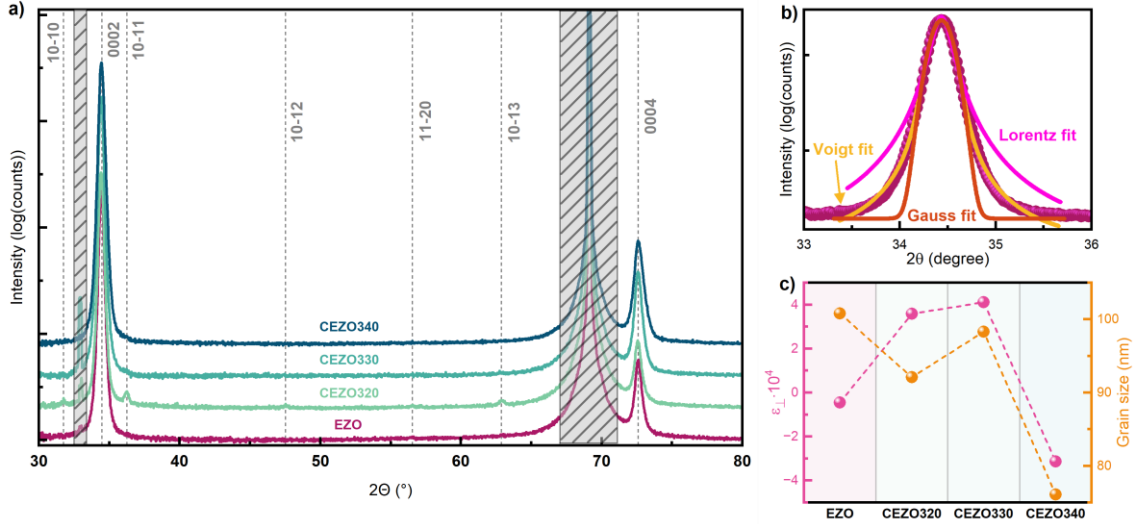 a)
10-10
0002
10-11
10-12
11-20
10-13
0004
Intensity (log(counts))
CEZO340
CEZO330
CEZO320
EZO
30 40 50 60 70 80
2Θ (°)
b)
Intensity (log(counts))
Voigt fit
Lorentz fit
Gauss fit
33 34 35 36
2θ (degree)
c)
4
2
0
−2
−4
ε⊥·10⁴
100
90
80
Grain size (nm)
EZO CEZO320 CEZO330 CEZO340